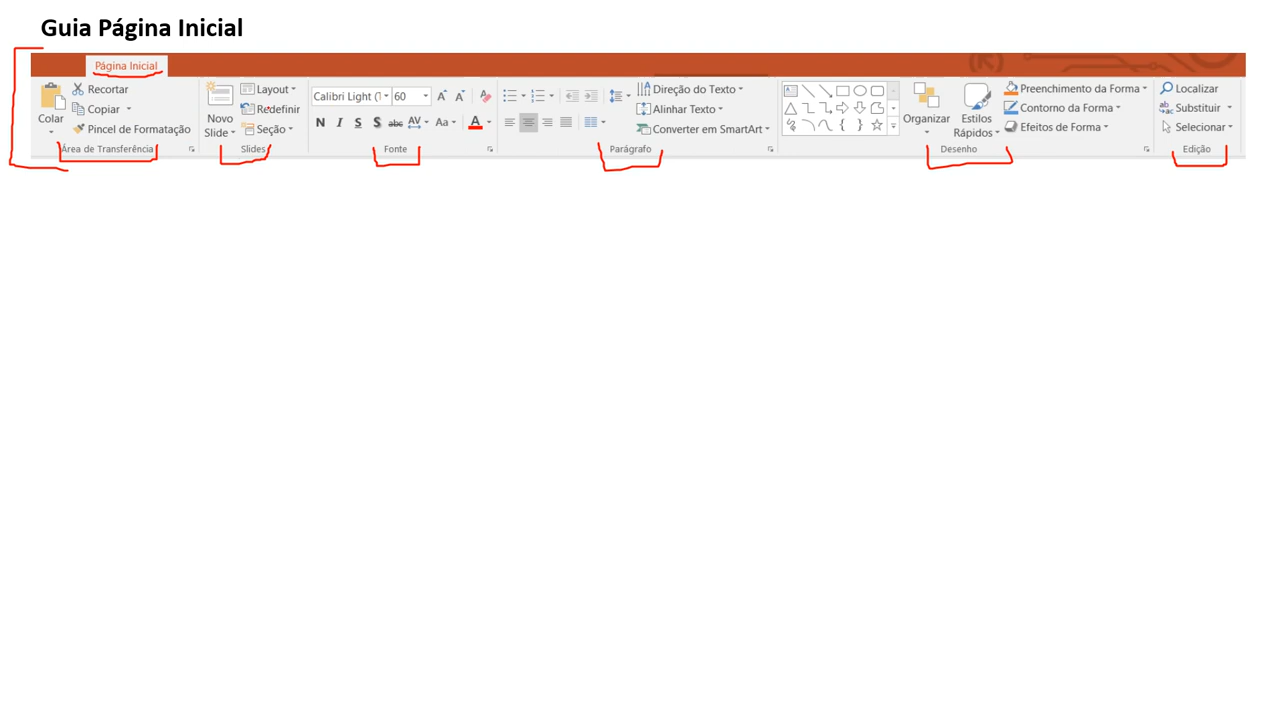 Guia Página Inicial
Página Inicial
Colar
Recortar
Copiar
Pincel de Formatação
Área de Transferência
Novo
Slide
Layout
Redefinir
Seção
Slides
Calibri Light (T
60
N I S S abc AV Aa A
Fonte
Direção do Texto
Alinhar Texto
Converter em SmartArt
Parágrafo
Organizar
Estilos
Rápidos
Preenchimento da Forma
Contorno da Forma
Efeitos de Forma
Desenho
Localizar
Substituir
Selecionar
Edição